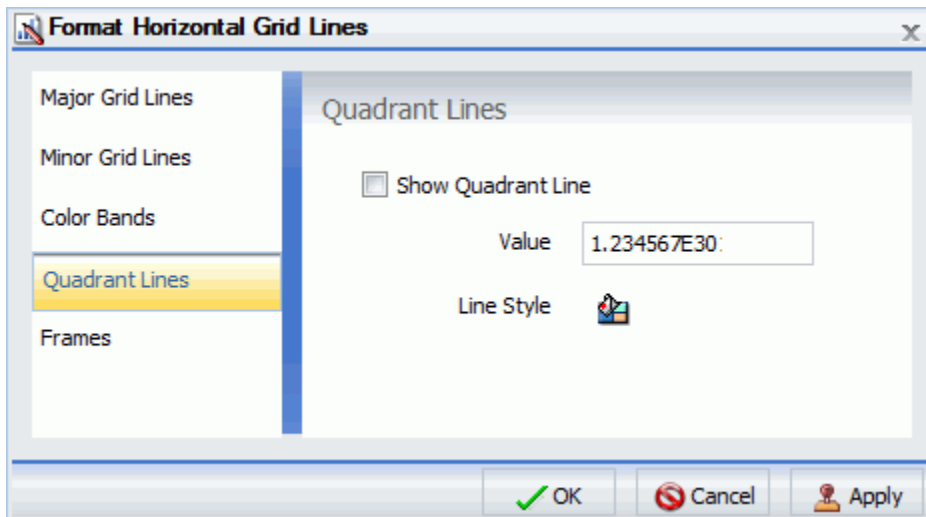 Format Horizontal Grid Lines
x
Major Grid Lines
Minor Grid Lines
Color Bands
Quadrant Lines
Frames
Quadrant Lines
Show Quadrant Line
Value 1.234567E30:
Line Style
OK Cancel Apply